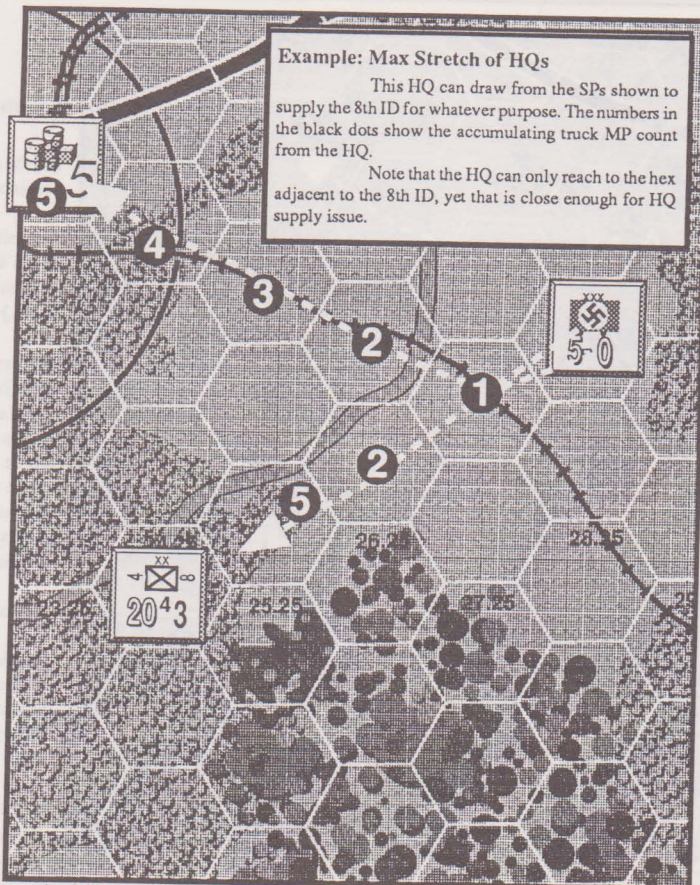 Example: Max Stretch of HQs
This HQ can draw from the SPs shown to
supply the 8th ID for whatever purpose. The numbers in
the black dots show the accumulating truck MP count
from the HQ.
Note that the HQ can only reach to the hex
adjacent to the 8th ID, yet that is close enough for HQ
supply issue.
5
5
4
3
2
1
XXX
5-0
2
5
26.25
28.25
XX
4 8
20 4 3
25.25
27.25